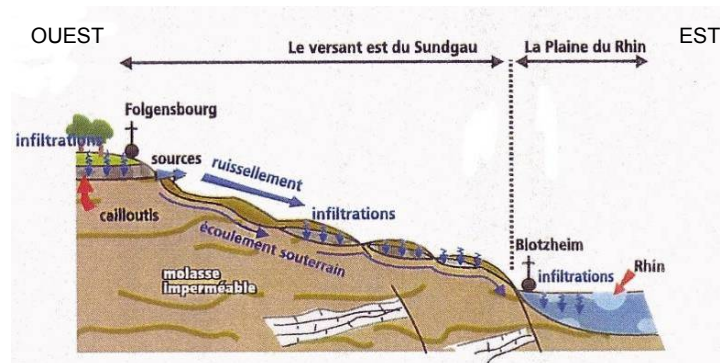 OUEST
EST
Le versant est du Sundgau
La Plaine du Rhin
Folgensbourg
infiltrations
sources
ruissellement
cailloutis
infiltrations
écoulement souterrain
Blotzheim
infiltrations
Rhin
molasse
imperméable